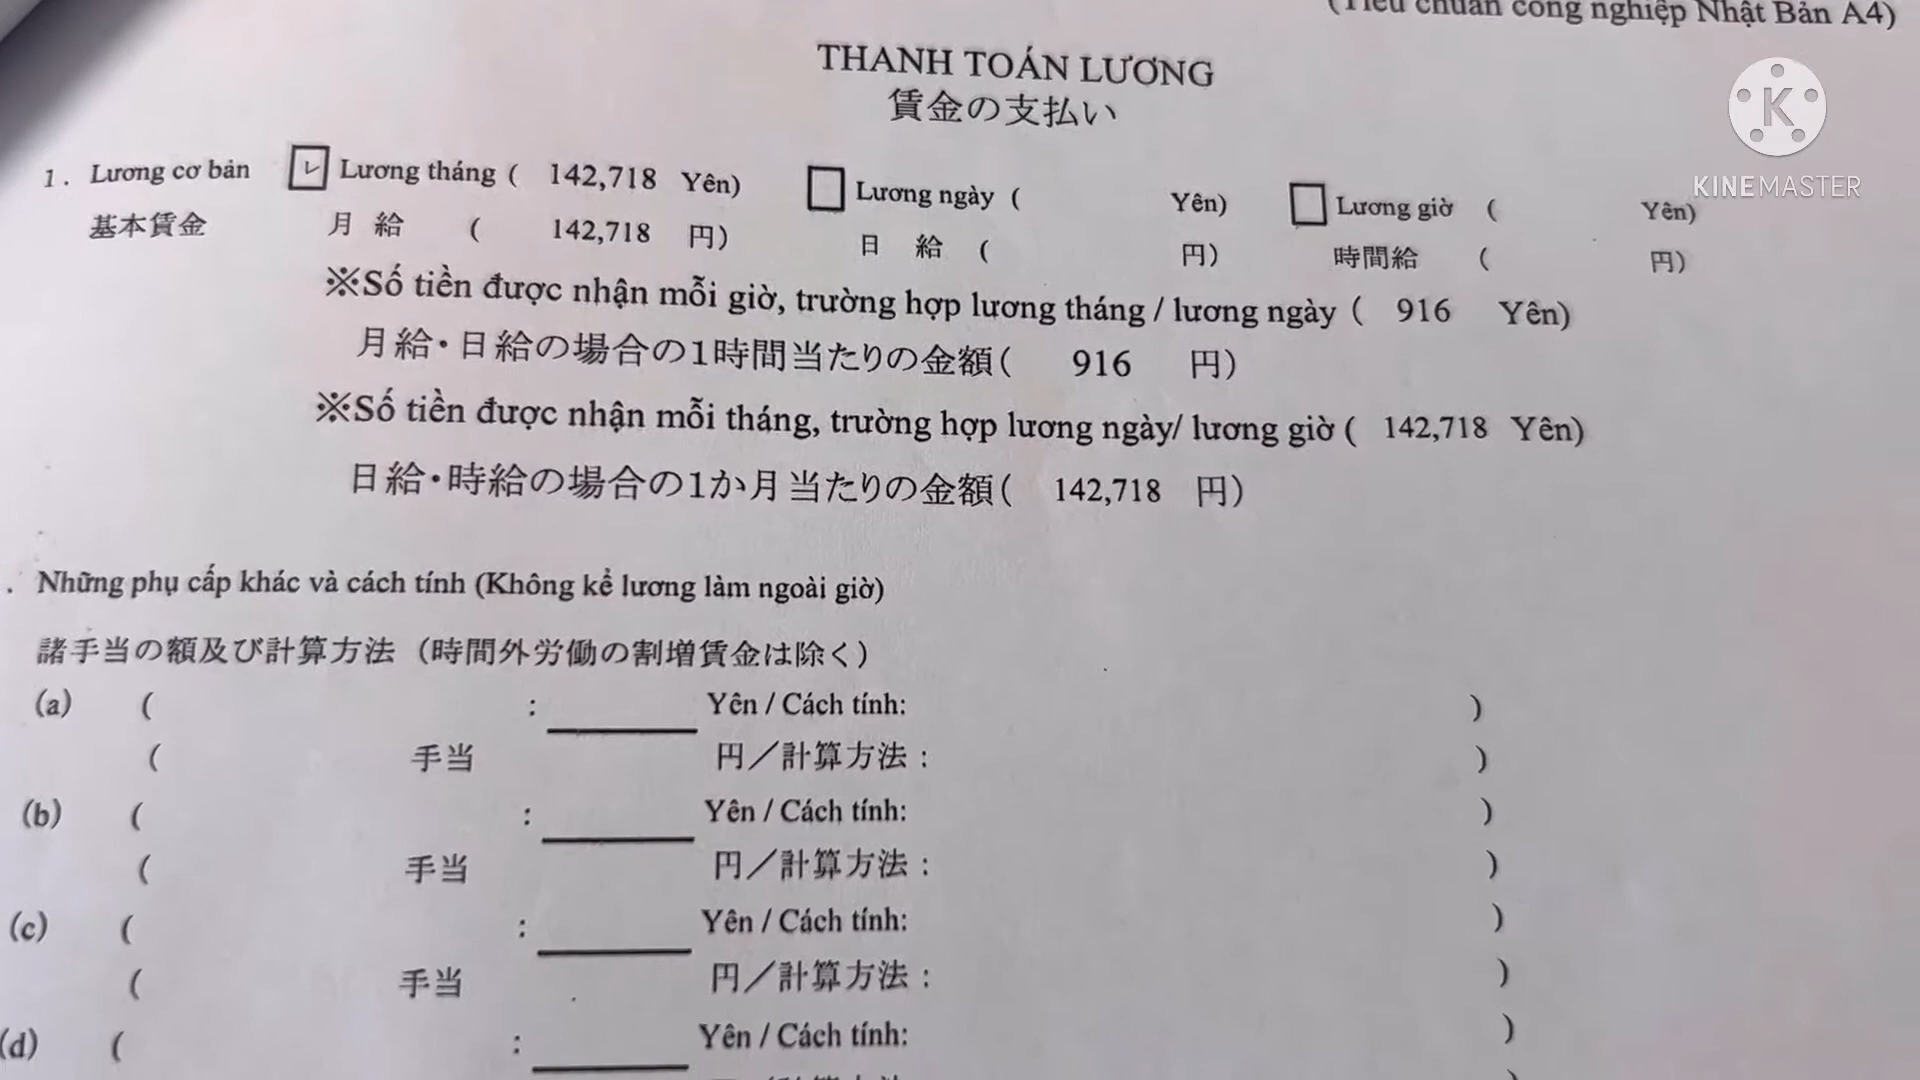 (Tiêu chuẩn công nghiệp Nhật Bản A4)
THANH TOÁN LƯƠNG
賃金の支払い
K
KINEMASTER
1. Lương cơ bản レ Lương tháng ( 142,718 Yên) Lương ngày ( Yên) Lương giờ ( Yên)
基本賃金 月 給 ( 142,718 円) 日 給 ( 円) 時間給 ( 円)
※Số tiền được nhận mỗi giờ, trường hợp lương tháng / lương ngày ( 916 Yên)
月給・日給の場合の1時間当たりの金額( 916 円)
※Số tiền được nhận mỗi tháng, trường hợp lương ngày/ lương giờ ( 142,718 Yên)
日給・時給の場合の1か月当たりの金額( 142,718 円)
. Những phụ cấp khác và cách tính (Không kể lương làm ngoài giờ)
諸手当の額及び計算方法（時間外労働の割増賃金は除く）
(a) ( : Yên / Cách tính: )
( 手当 円／計算方法: )
(b) ( : Yên / Cách tính: )
( 手当 円／計算方法: )
(c) ( : Yên / Cách tính: )
( 手当 円／計算方法: )
(d) ( : Yên / Cách tính: )